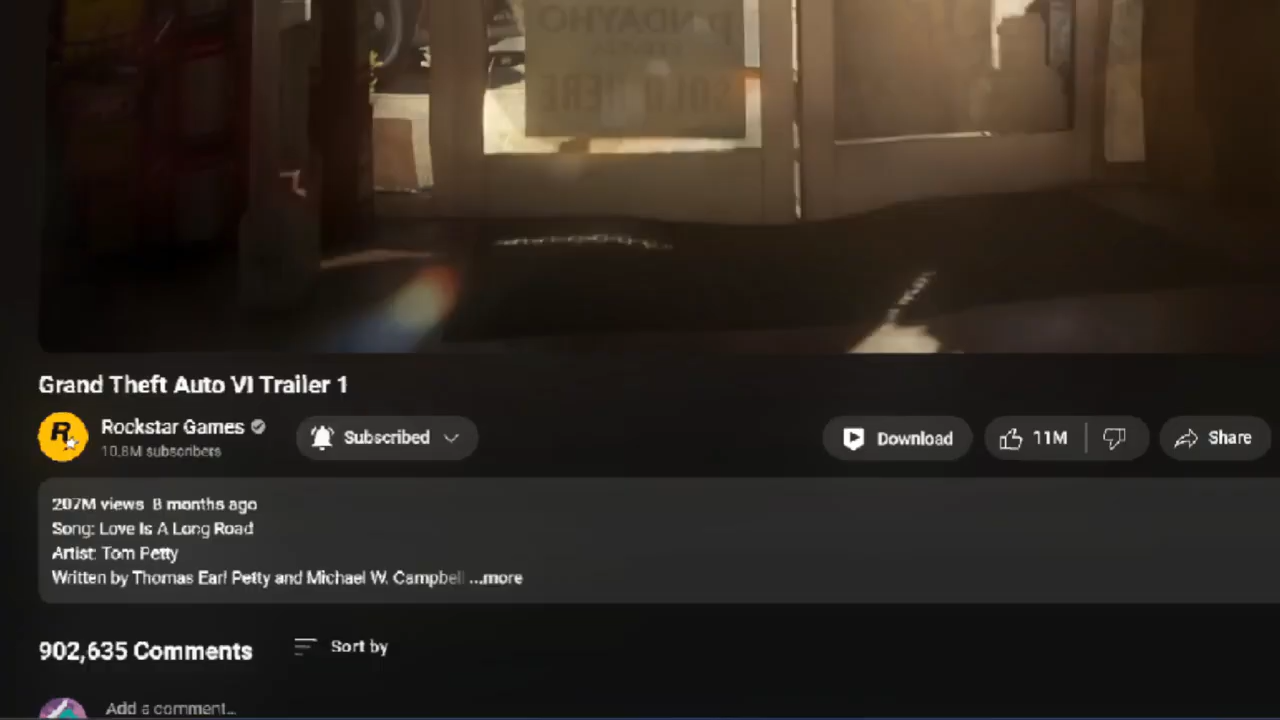 SOLD HERE
Grand Theft Auto VI Trailer 1
R
Rockstar Games
10.8M subscribers
Subscribed
Download
11M
Share
207M views 8 months ago
Song: Love Is A Long Road
Artist: Tom Petty
Written by Thomas Earl Petty and Michael W. Campbell ...more
902,635 Comments
Sort by
Add a comment...